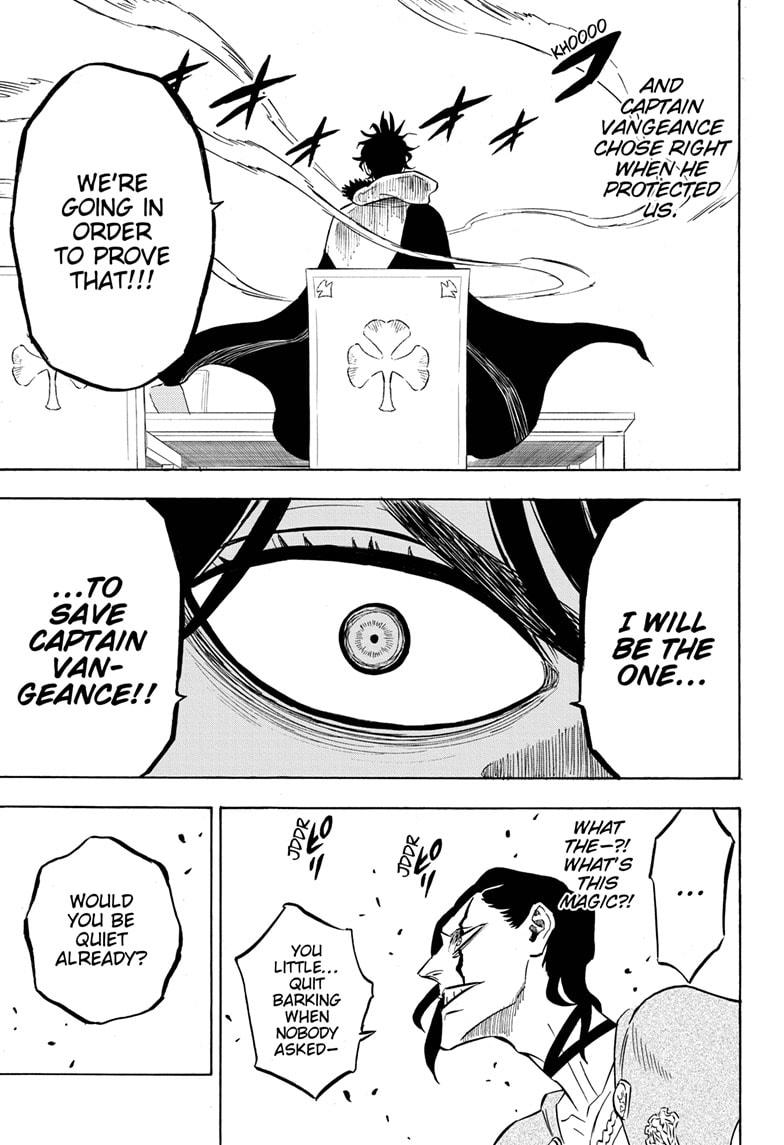 KHOOOO
AND
CAPTAIN
VANGEANCE
CHOSE RIGHT
WHEN HE
PROTECTED
US.
WE'RE
GOING IN
ORDER
TO PROVE
THAT!!!
I WILL
BE THE
ONE...
...TO
SAVE
CAPTAIN
VAN-
GEANCE!!
...
WHAT
THE-?!
WHAT'S
THIS
MAGIC?!
JDDR
JDDR
YOU
LITTLE...
QUIT
BARKING
WHEN
NOBODY
ASKED-
WOULD
YOU BE
QUIET
ALREADY?